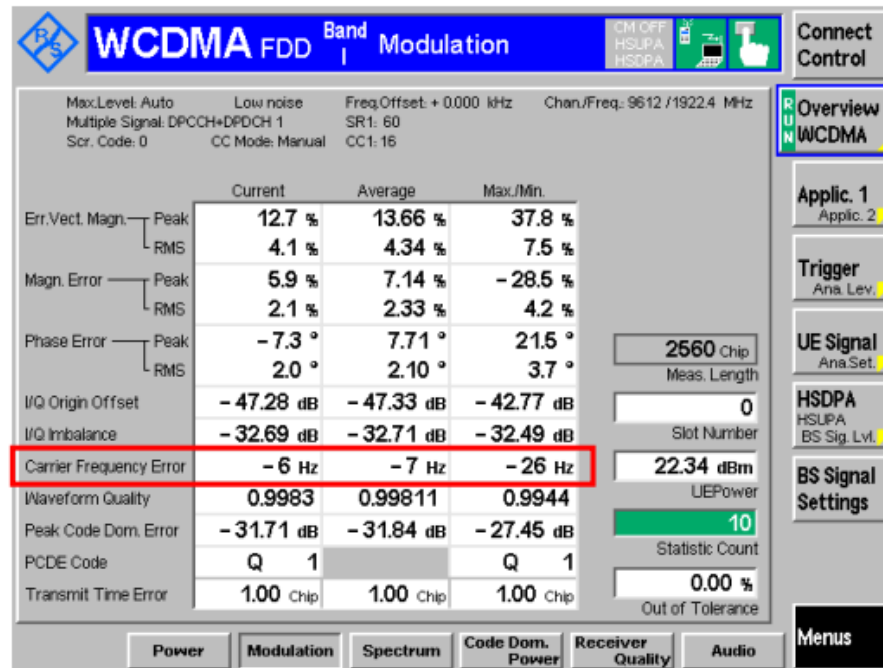 R&S
WCDMA FDD Band I Modulation
CM OFF
HSUPA
HSDPA
Connect Control
Max.Level: Auto Low noise Freq.Offset: + 0.000 kHz Chan./Freq.: 9612 / 1922.4 MHz
Multiple Signal: DPCCH+DPDCH 1 SR1: 60
Scr. Code: 0 CC Mode: Manual CC1: 16
RUN
Overview WCDMA
Applic. 1
Applic. 2
Trigger
Ana. Lev.
UE Signal
Ana.Set.
HSDPA
HSUPA
BS Sig. Lvl.
BS Signal Settings
Menus
Current Average Max./Min.
Err.Vect. Magn. Peak 12.7 % 13.66 % 37.8 %
RMS 4.1 % 4.34 % 7.5 %
Magn. Error Peak 5.9 % 7.14 % - 28.5 %
RMS 2.1 % 2.33 % 4.2 %
Phase Error Peak - 7.3 ° 7.71 ° 21.5 °
RMS 2.0 ° 2.10 ° 3.7 °
I/Q Origin Offset - 47.28 dB - 47.33 dB - 42.77 dB
I/Q Imbalance - 32.69 dB - 32.71 dB - 32.49 dB
Carrier Frequency Error - 6 Hz - 7 Hz - 26 Hz
Waveform Quality 0.9983 0.99811 0.9944
Peak Code Dom. Error - 31.71 dB - 31.84 dB - 27.45 dB
PCDE Code Q 1 Q 1
Transmit Time Error 1.00 Chip 1.00 Chip 1.00 Chip
2560 Chip
Meas. Length
0
Slot Number
22.34 dBm
UEPower
10
Statistic Count
0.00 %
Out of Tolerance
Power Modulation Spectrum Code Dom. Power Receiver Quality Audio